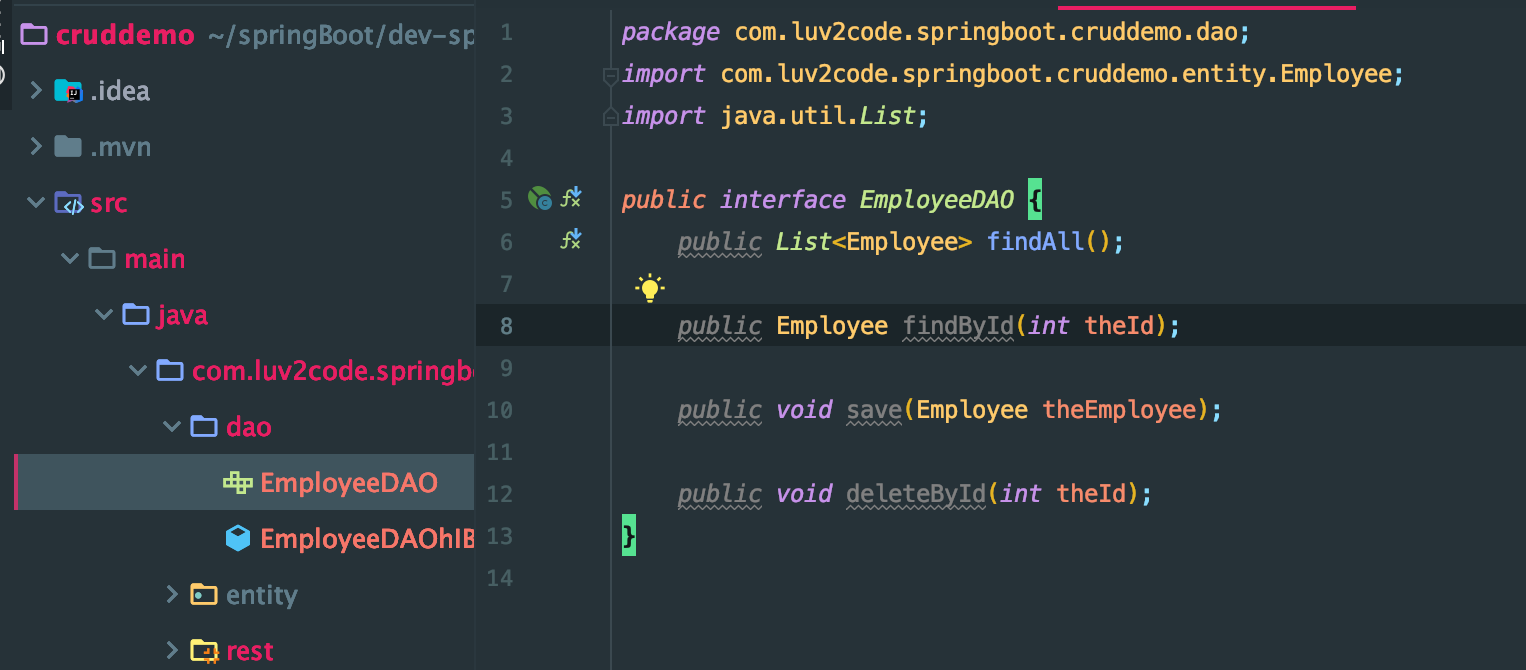 cruddemo ~/springBoot/dev-sp
.idea
.mvn
src
main
java
com.luv2code.springb
dao
EmployeeDAO
EmployeeDAOhIB
entity
rest
1 package com.luv2code.springboot.cruddemo.dao;
2 import com.luv2code.springboot.cruddemo.entity.Employee;
3 import java.util.List;
4
5 public interface EmployeeDAO {
6 public List<Employee> findAll();
7
8 public Employee findById(int theId);
9
10 public void save(Employee theEmployee);
11
12 public void deleteById(int theId);
13 }
14